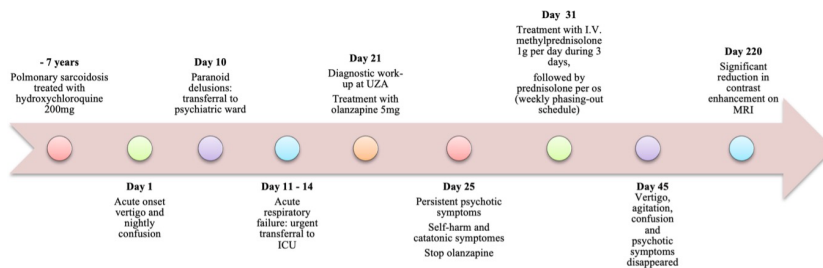 - 7 years
Pulmonary sarcoidosis
treated with
hydroxychloroquine
200mg
Day 1
Acute onset
vertigo and
nightly
confusion
Day 10
Paranoid
delusions:
transferral to
psychiatric ward
Day 11 - 14
Acute
respiratory
failure: urgent
transferral to
ICU
Day 21
Diagnostic work-
up at UZA
Treatment with
olanzapine 5mg
Day 25
Persistent psychotic
symptoms
Self-harm and
catatonic symptomes
Stop olanzapine
Day 31
Treatment with I.V.
methylprednisolone
1g per day during 3
days,
followed by
prednisolone per os
(weekly phasing-out
schedule)
Day 45
Vertigo,
agitation,
confusion
and
psychotic
symptoms
disappeared
Day 220
Significant
reduction in
contrast
enhancement on
MRI